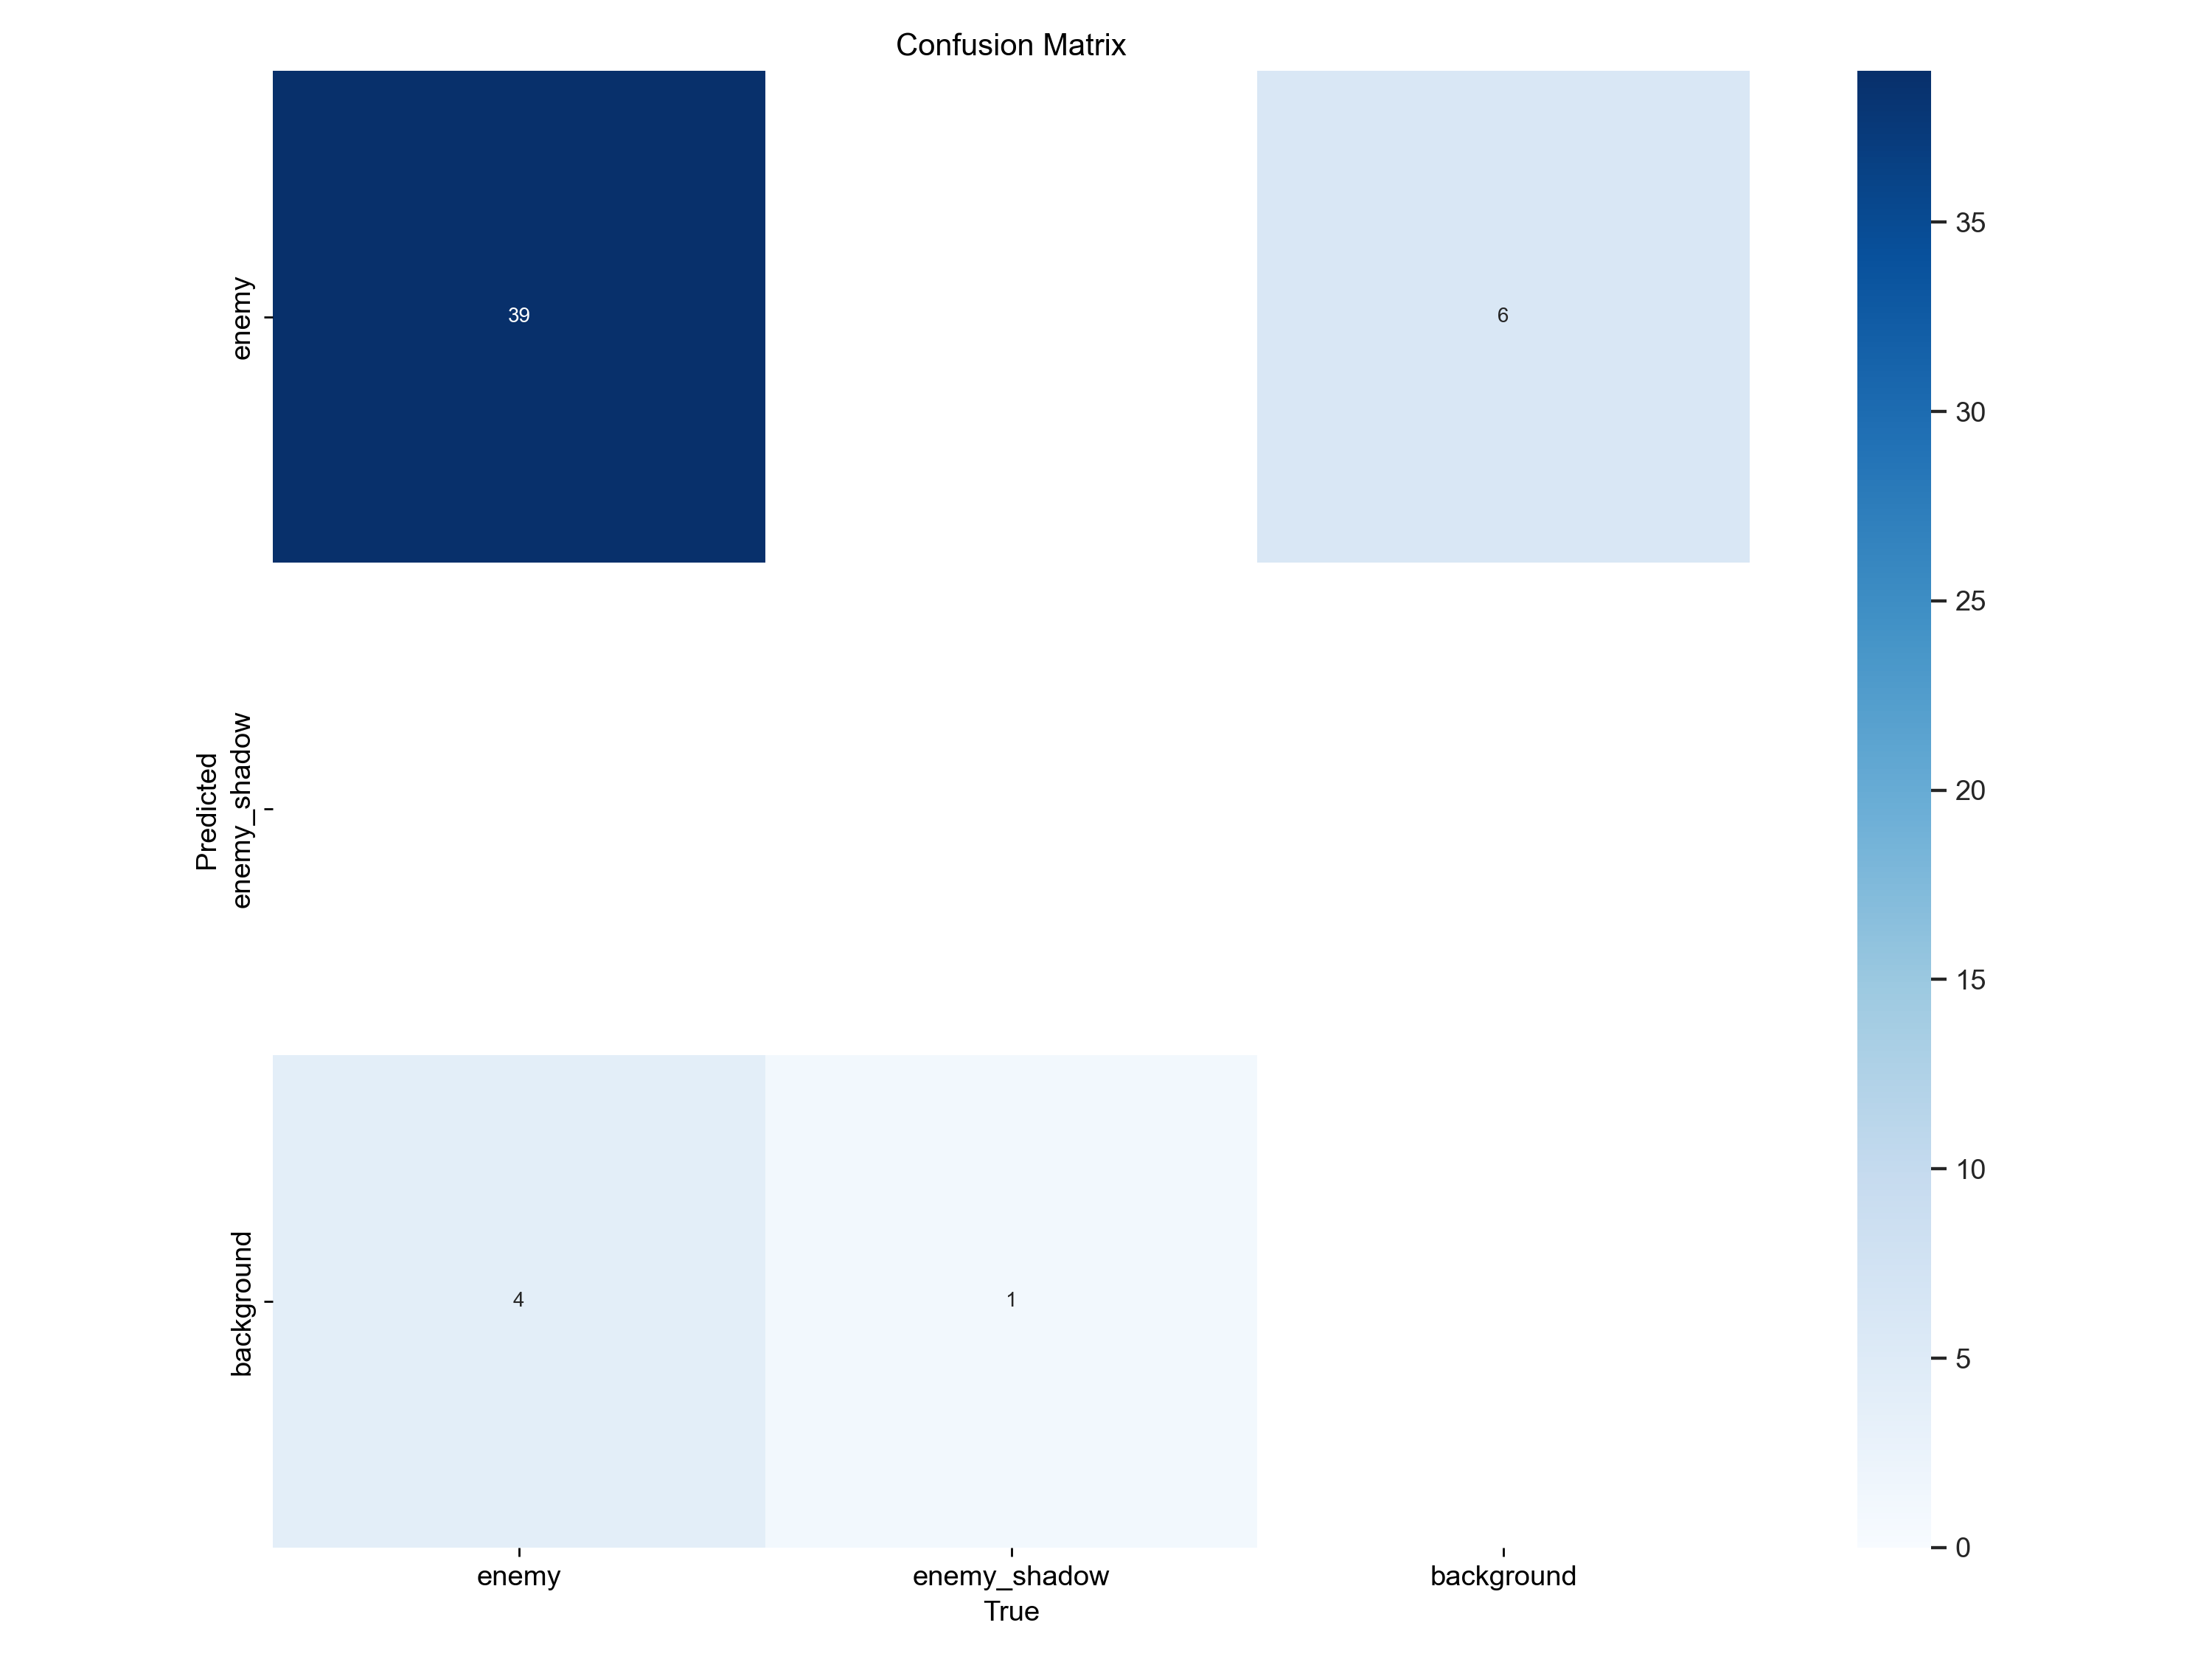 Confusion Matrix
Predicted
enemy
enemy_shadow
background
39
6
4
1
enemy
enemy_shadow
background
True
35
30
25
20
15
10
5
0